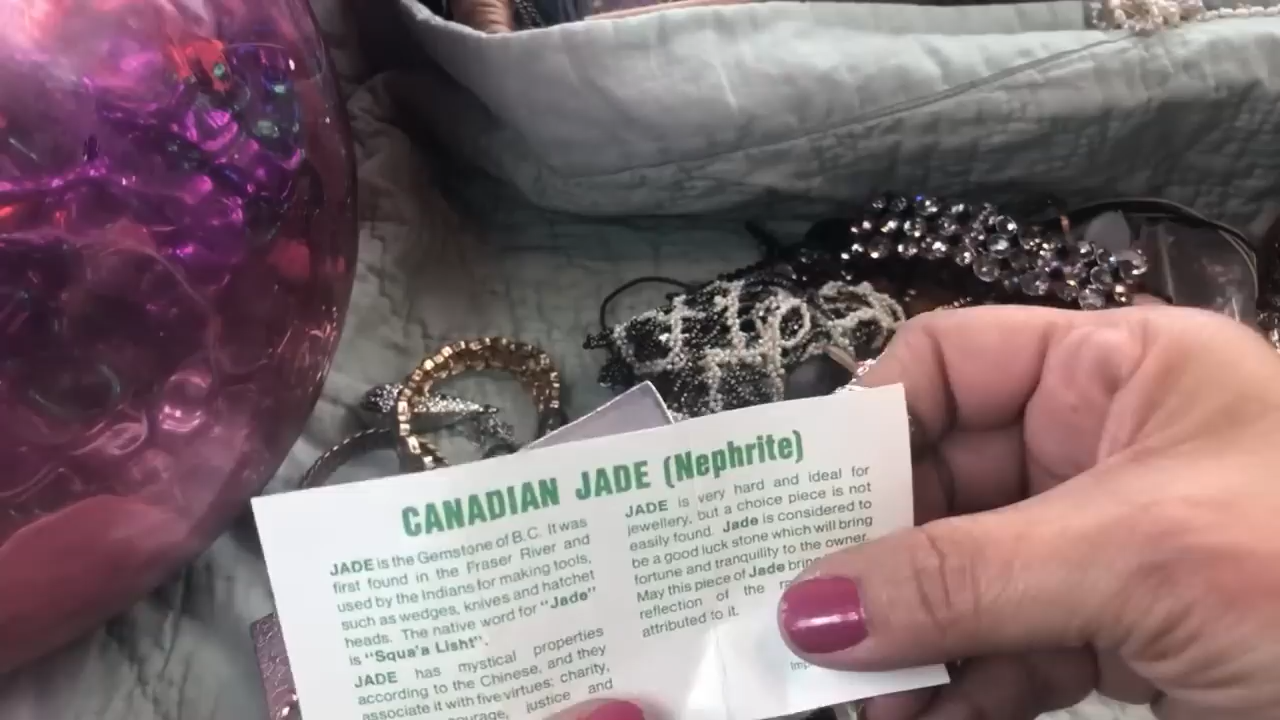 CANADIAN JADE (Nephrite)
JADE is the Gemstone of B.C. It was
first found in the Fraser River and
used by the Indians for making tools,
such as wedges, knives and hatchet
heads. The native word for "Jade"
is "Squa'a Lisht".
JADE has mystical properties
according to the Chinese, and they
associate it with five virtues: charity,
justice and
JADE is very hard and ideal for
jewellery, but a choice piece is not
easily found. Jade is considered to
be a good luck stone which will bring
fortune and tranquility to the owner.
May this piece of Jade
reflection of the
attributed to it.